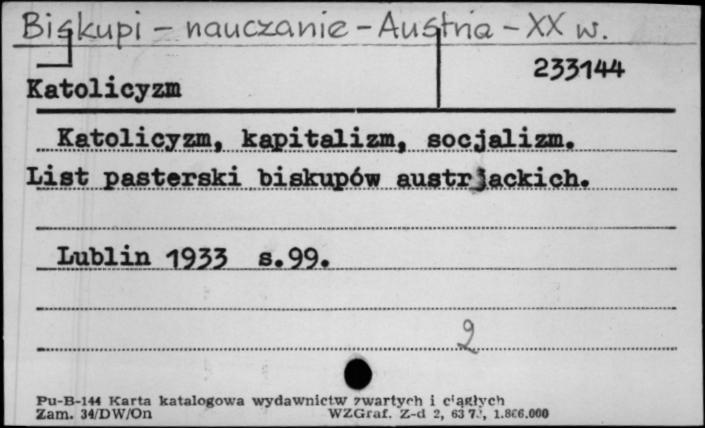 Biskupi - nauczanie - Austria - XX w.
233144
Katolicyzm
Katolicyzm, kapitalizm, socjalizm.
List pasterski biskupów austrjackich.
Lublin 1933 s.99.
2
Pu-B-144 Karta katalogowa wydawnictw zwartych i ciągłych
Zam. 34/DW/On WZGraf. Z-d 2, 1.866.000